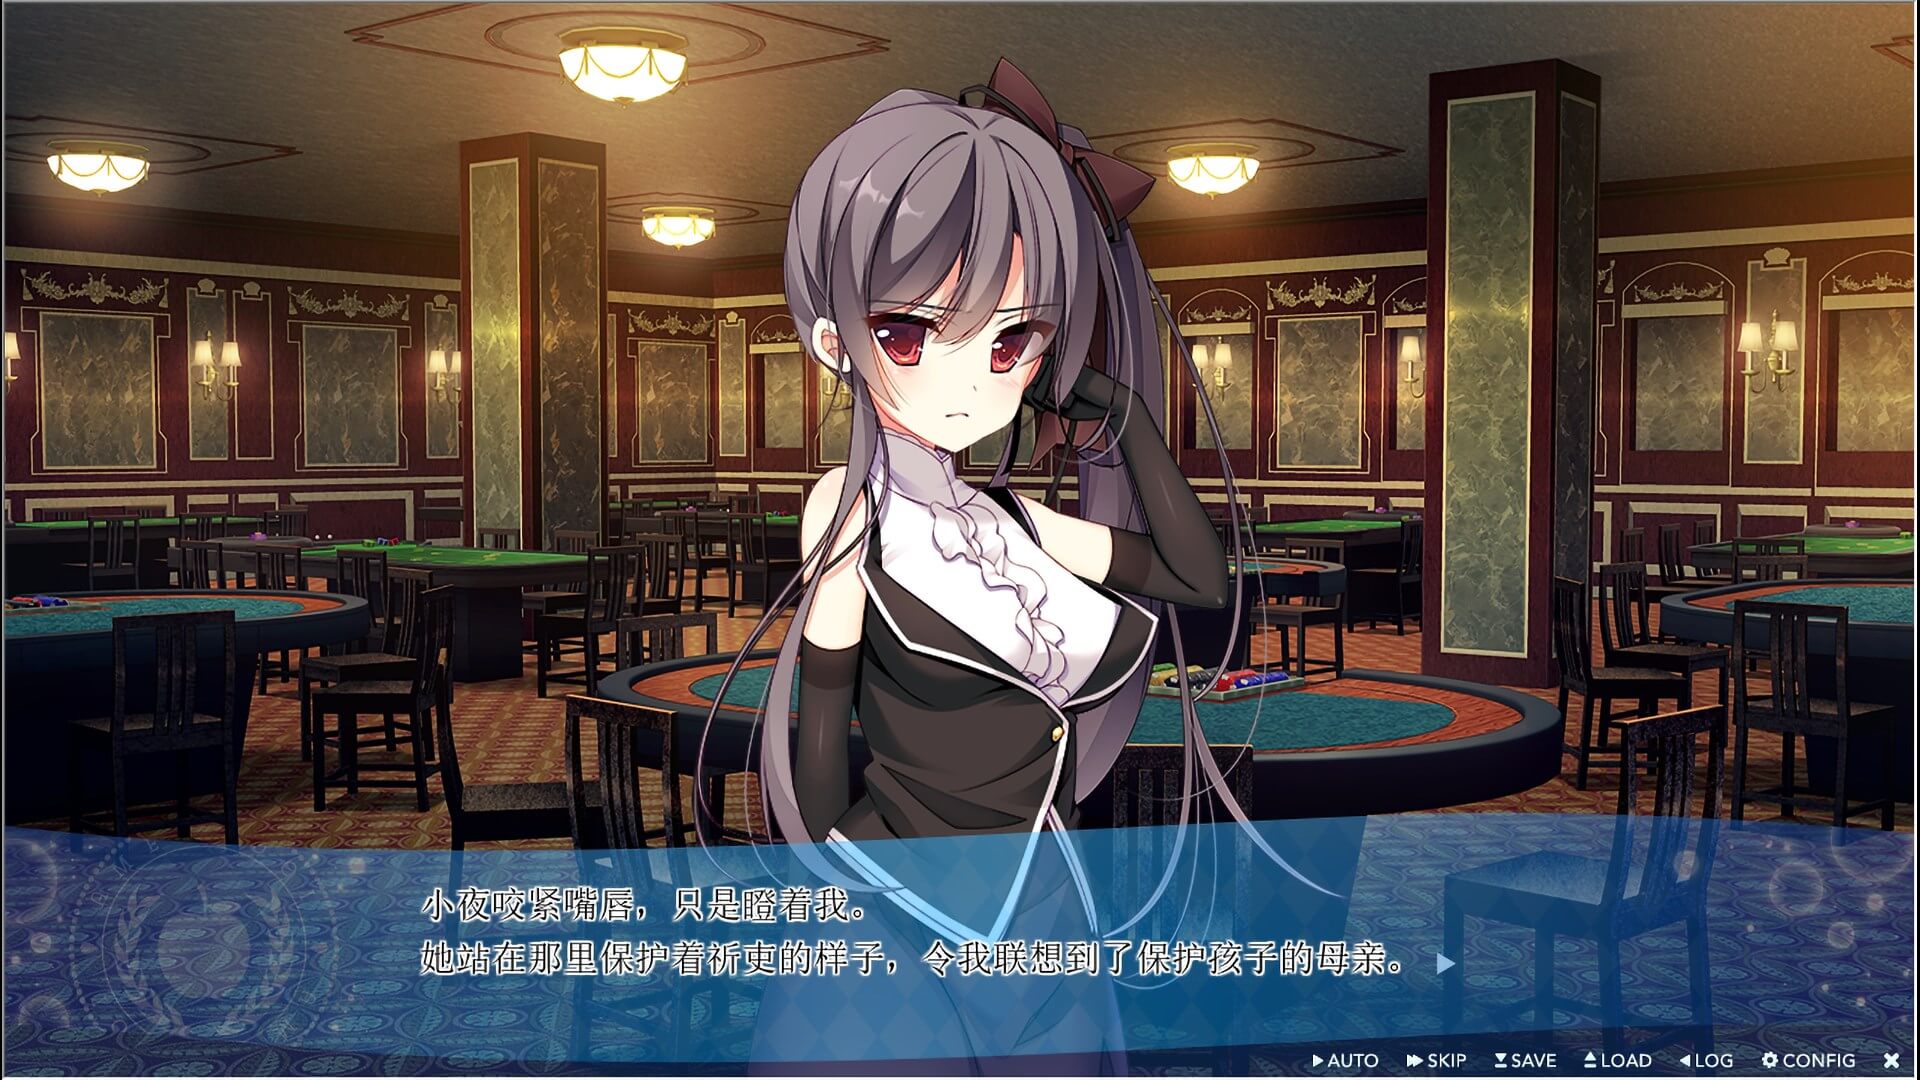 小夜咬紧嘴唇，只是瞪着我。
她站在那里保护着祈吏的样子，令我联想到了保护孩子的母亲。
AUTO SKIP SAVE LOAD LOG CONFIG